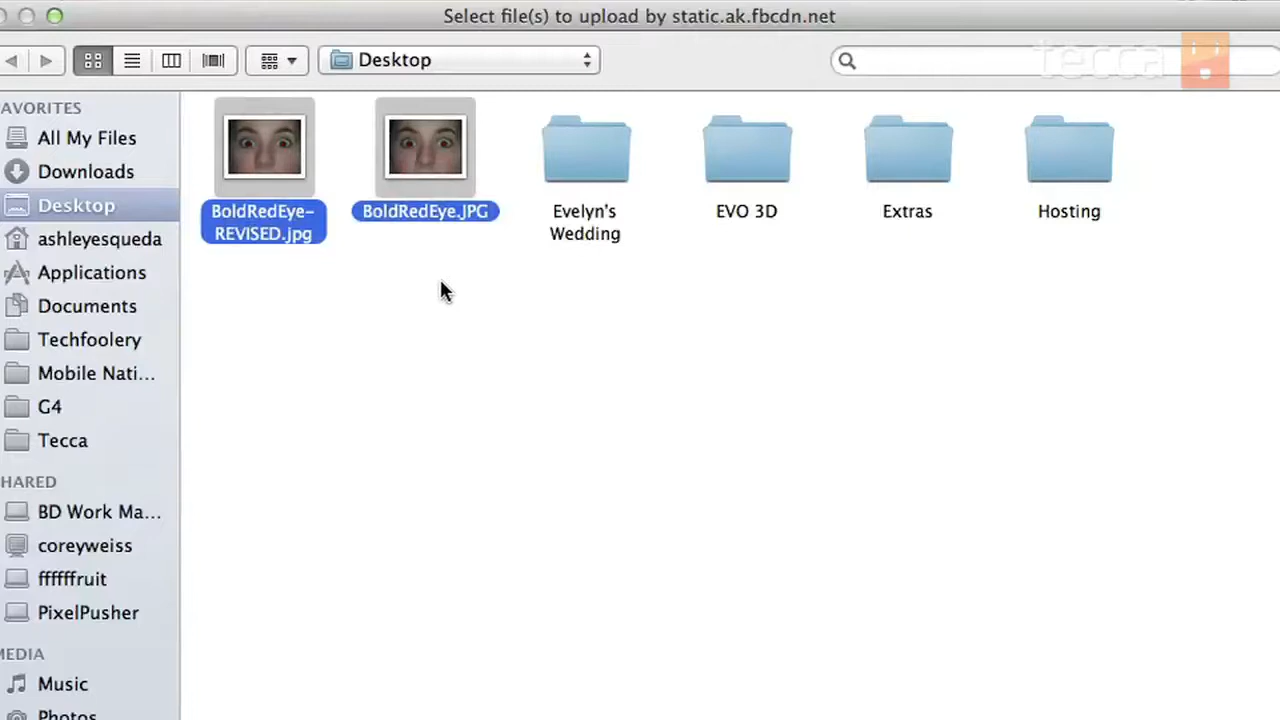 Select file(s) to upload by static.ak.fbcdn.net
Desktop
tecca
AVORITES
All My Files
Downloads
Desktop
ashleyesqueda
Applications
Documents
Techfoolery
Mobile Nati...
G4
Tecca
HARED
BD Work Ma...
coreyweiss
ffffffruit
PixelPusher
MEDIA
Music
Photos
BoldRedEye-
REVISED.jpg
BoldRedEye.JPG
Evelyn's
Wedding
EVO 3D
Extras
Hosting